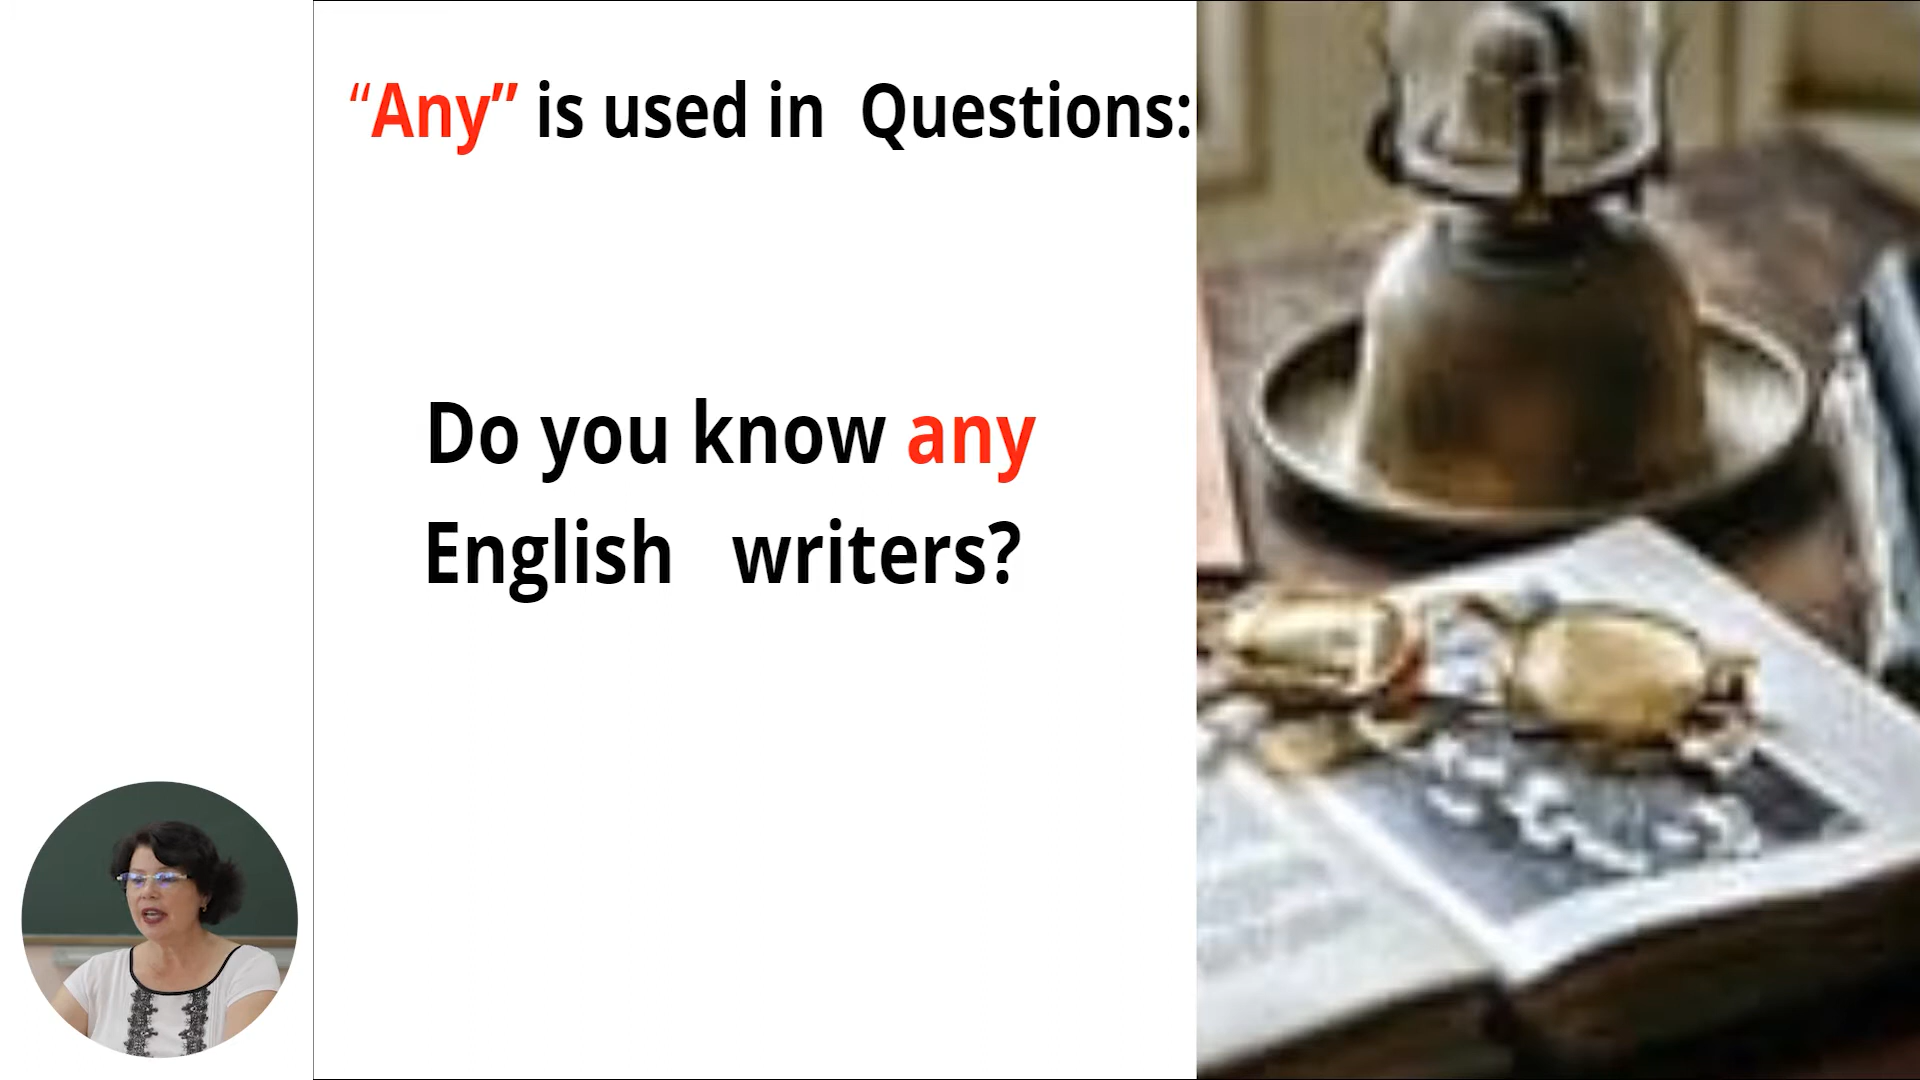 “Any” is used in Questions:
Do you know any
English writers?